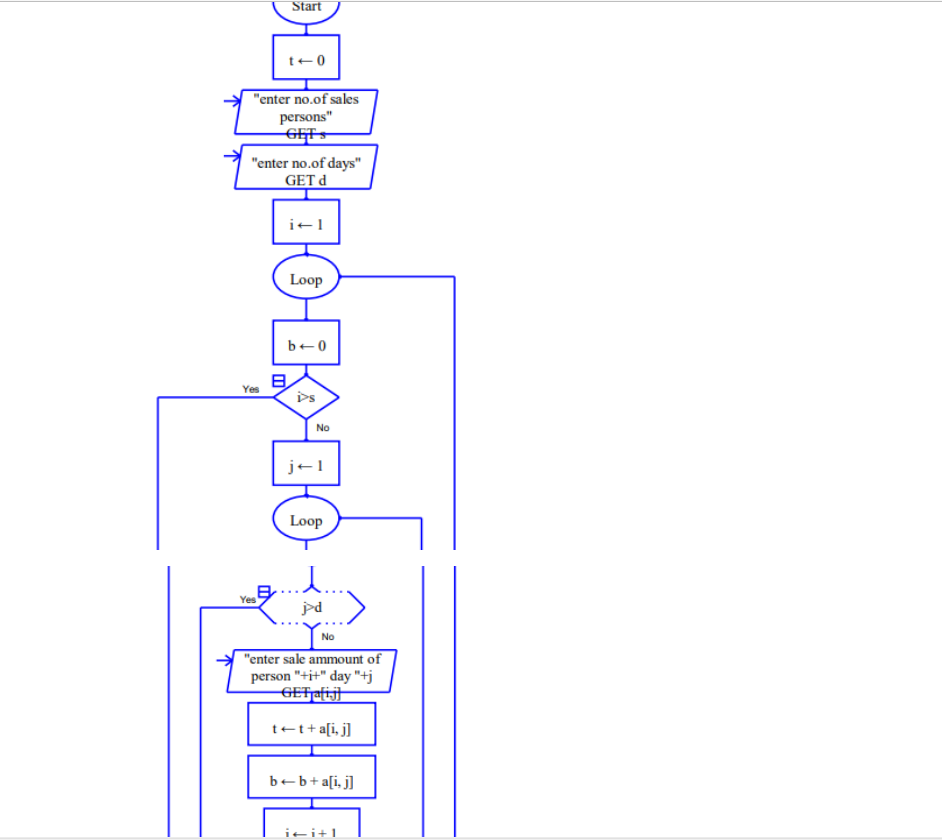 Start
t ← 0
"enter no.of sales
persons"
GET s
"enter no.of days"
GET d
i ← 1
Loop
b ← 0
Yes
i>s
No
j ← 1
Loop
Yes
j>d
No
"enter sale ammount of
person "+i+" day "+j
GET a[i,j]
t ← t + a[i, j]
b ← b + a[i, j]
← + 1